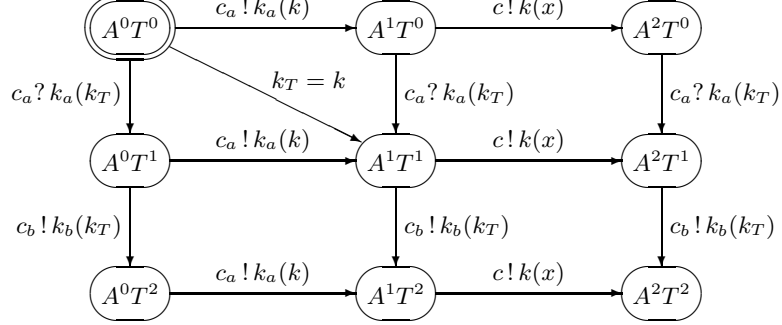 A⁰T⁰ c_a ! k_a(k) A¹T⁰ c ! k(x) A²T⁰
c_a? k_a(k_T) k_T = k c_a? k_a(k_T) c_a? k_a(k_T)
A⁰T¹ c_a ! k_a(k) A¹T¹ c ! k(x) A²T¹
c_b ! k_b(k_T) c_b ! k_b(k_T) c_b ! k_b(k_T)
A⁰T² c_a ! k_a(k) A¹T² c ! k(x) A²T²